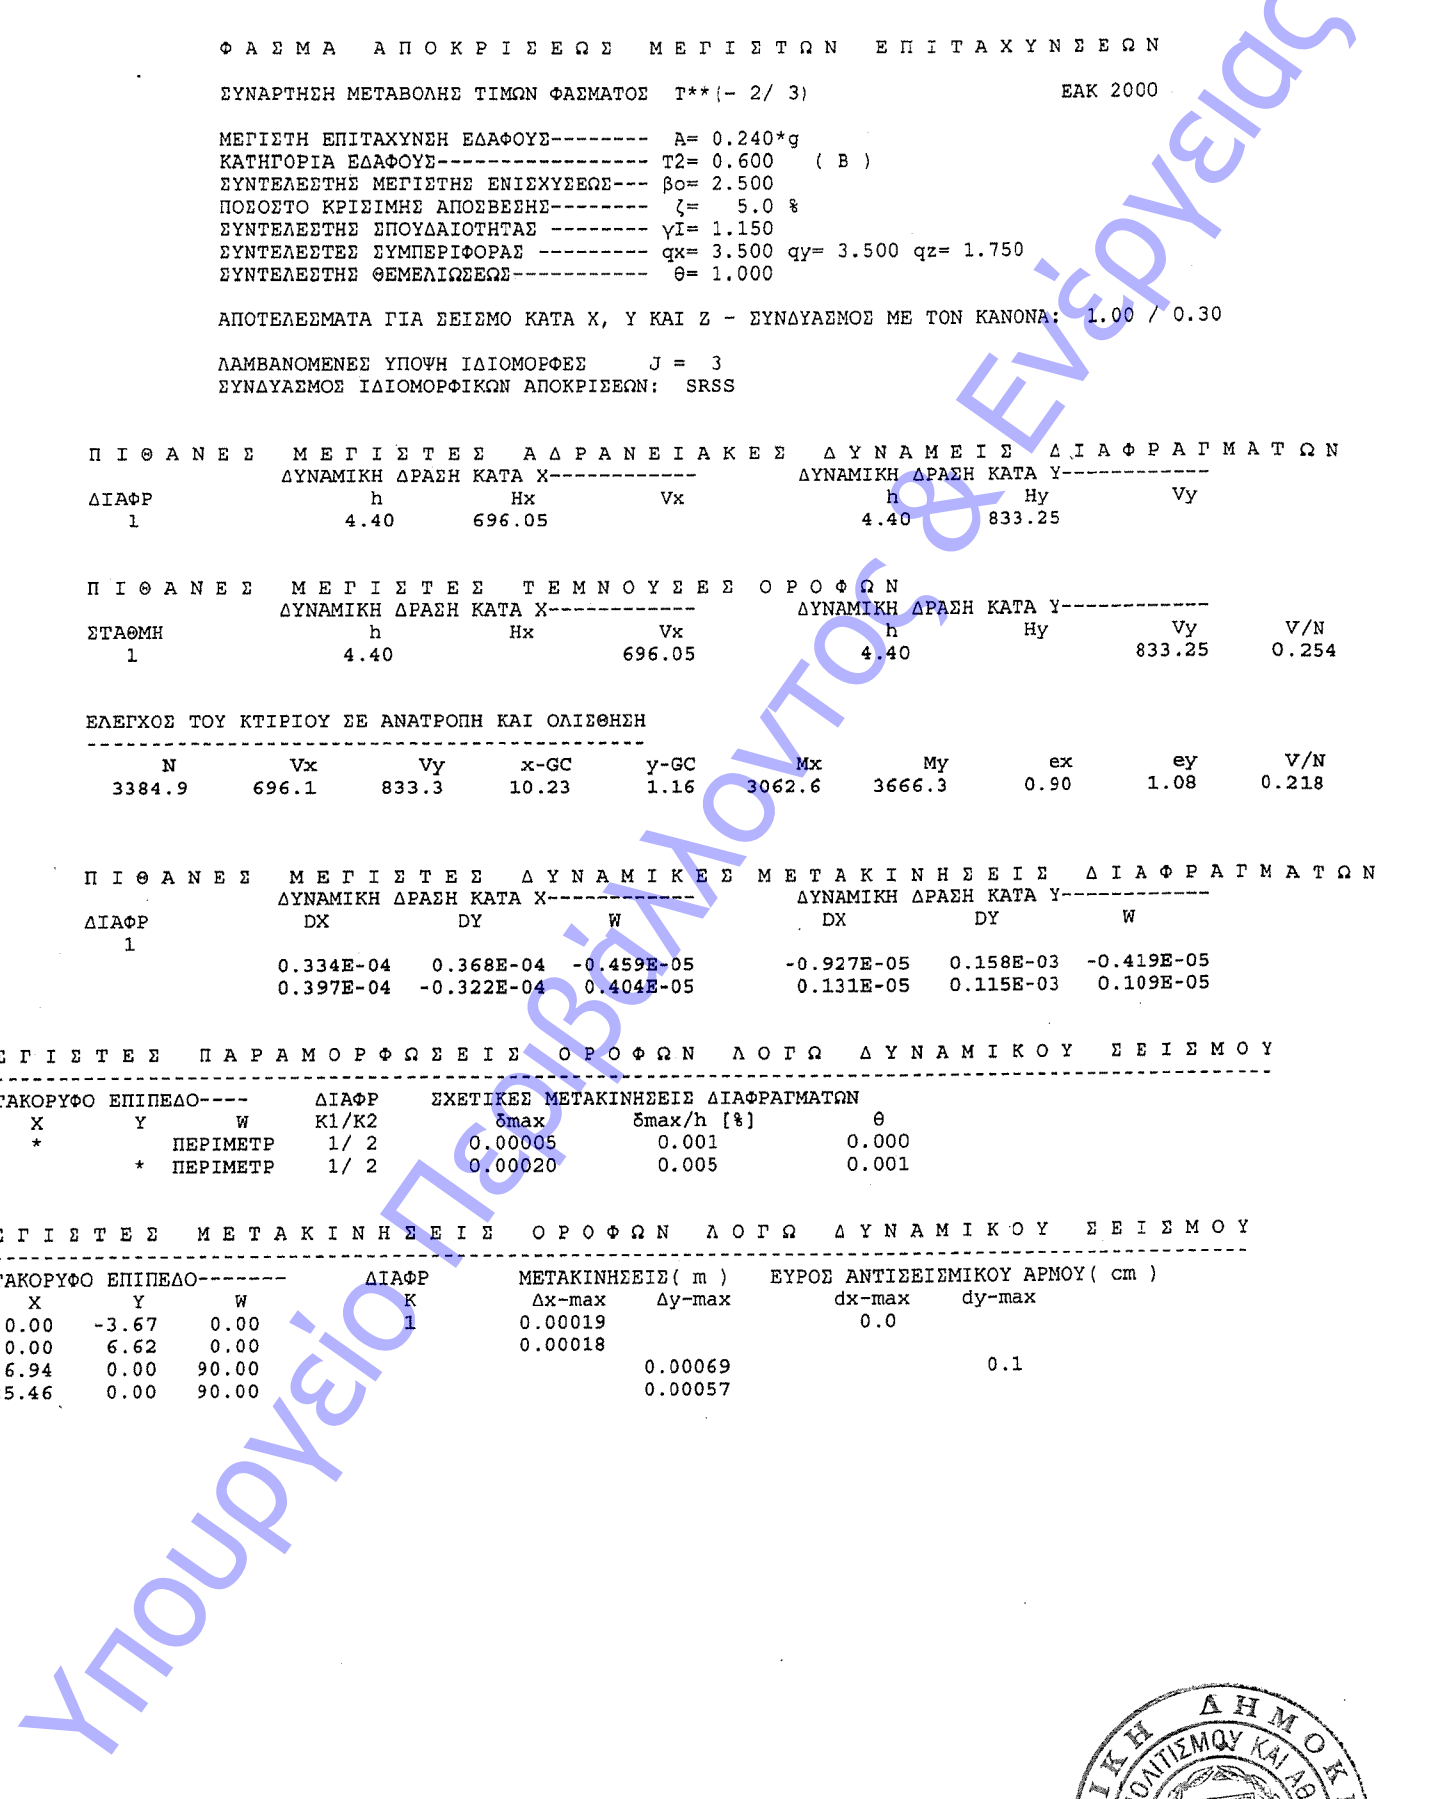 Φ Α Σ Μ Α   Α Π Ο Κ Ρ Ι Σ Ε Ω Σ   Μ Ε Γ Ι Σ Τ Ω Ν   Ε Π Ι Τ Α Χ Υ Ν Σ Ε Ω Ν
ΣΥΝΑΡΤΗΣΗ ΜΕΤΑΒΟΛΗΣ ΤΙΜΩΝ ΦΑΣΜΑΤΟΣ  T**(- 2/ 3)   ΕΑΚ 2000
ΜΕΓΙΣΤΗ ΕΠΙΤΑΧΥΝΣΗ ΕΔΑΦΟΥΣ--------  A= 0.240*g
ΚΑΤΗΓΟΡΙΑ ΕΔΑΦΟΥΣ----------------- T2= 0.600   ( B )
ΣΥΝΤΕΛΕΣΤΗΣ ΜΕΓΙΣΤΗΣ ΕΝΙΣΧΥΣΕΩΣ--- βο= 2.500
ΠΟΣΟΣΤΟ ΚΡΙΣΙΜΗΣ ΑΠΟΣΒΕΣΗΣ--------  ζ=   5.0 %
ΣΥΝΤΕΛΕΣΤΗΣ ΣΠΟΥΔΑΙΟΤΗΤΑΣ -------- γI= 1.150
ΣΥΝΤΕΛΕΣΤΕΣ ΣΥΜΠΕΡΙΦΟΡΑΣ --------- qx= 3.500 qy= 3.500 qz= 1.750
ΣΥΝΤΕΛΕΣΤΗΣ ΘΕΜΕΛΙΩΣΕΩΣ-----------  θ= 1.000
ΑΠΟΤΕΛΕΣΜΑΤΑ ΓΙΑ ΣΕΙΣΜΟ ΚΑΤΑ Χ, Υ ΚΑΙ Ζ - ΣΥΝΔΥΑΣΜΟΣ ΜΕ ΤΟΝ ΚΑΝΟΝΑ:  1.00 / 0.30
ΛΑΜΒΑΝΟΜΕΝΕΣ ΥΠΟΨΗ ΙΔΙΟΜΟΡΦΕΣ     J =  3
ΣΥΝΔΥΑΣΜΟΣ ΙΔΙΟΜΟΡΦΙΚΩΝ ΑΠΟΚΡΙΣΕΩΝ:  SRSS
Π Ι Θ Α Ν Ε Σ   Μ Ε Γ Ι Σ Τ Ε Σ   Α Δ Ρ Α Ν Ε Ι Α Κ Ε Σ   Δ Υ Ν Α Μ Ε Ι Σ   Δ Ι Α Φ Ρ Α Γ Μ Α Τ Ω Ν
ΔΥΝΑΜΙΚΗ ΔΡΑΣΗ ΚΑΤΑ Χ------------   ΔΥΝΑΜΙΚΗ ΔΡΑΣΗ ΚΑΤΑ Υ------------
ΔΙΑΦΡ   h   Hx   Vx   h   Hy   Vy
1   4.40   696.05   4.40   833.25
Π Ι Θ Α Ν Ε Σ   Μ Ε Γ Ι Σ Τ Ε Σ   Τ Ε Μ Ν Ο Υ Σ Ε Σ   Ο Ρ Ο Φ Ω Ν
ΔΥΝΑΜΙΚΗ ΔΡΑΣΗ ΚΑΤΑ Χ------------   ΔΥΝΑΜΙΚΗ ΔΡΑΣΗ ΚΑΤΑ Υ------------
ΣΤΑΘΜΗ   h   Hx   Vx   h   Hy   Vy   V/N
1   4.40   696.05   4.40   833.25   0.254
ΕΛΕΓΧΟΣ ΤΟΥ ΚΤΙΡΙΟΥ ΣΕ ΑΝΑΤΡΟΠΗ ΚΑΙ ΟΛΙΣΘΗΣΗ
N   Vx   Vy   x-GC   y-GC   Mx   My   ex   ey   V/N
3384.9   696.1   833.3   10.23   1.16   3062.6   3666.3   0.90   1.08   0.218
Π Ι Θ Α Ν Ε Σ   Μ Ε Γ Ι Σ Τ Ε Σ   Δ Υ Ν Α Μ Ι Κ Ε Σ   Μ Ε Τ Α Κ Ι Ν Η Σ Ε Ι Σ   Δ Ι Α Φ Ρ Α Γ Μ Α Τ Ω Ν
ΔΥΝΑΜΙΚΗ ΔΡΑΣΗ ΚΑΤΑ Χ------------   ΔΥΝΑΜΙΚΗ ΔΡΑΣΗ ΚΑΤΑ Υ------------
ΔΙΑΦΡ   DX   DY   W   DX   DY   W
1
0.334E-04   0.368E-04   -0.459E-05   -0.927E-05   0.158E-03   -0.419E-05
0.397E-04   -0.322E-04   0.404E-05   0.131E-05   0.115E-03   0.109E-05
Γ Ι Σ Τ Ε Σ   Π Α Ρ Α Μ Ο Ρ Φ Ω Σ Ε Ι Σ   Ο Ρ Ο Φ Ω Ν   Λ Ο Γ Ω   Δ Υ Ν Α Μ Ι Κ Ο Υ   Σ Ε Ι Σ Μ Ο Υ
ΤΑΚΟΡΥΦΟ ΕΠΙΠΕΔΟ----   ΔΙΑΦΡ   ΣΧΕΤΙΚΕΣ ΜΕΤΑΚΙΝΗΣΕΙΣ ΔΙΑΦΡΑΓΜΑΤΩΝ
X   Y   W   K1/K2   δmax   δmax/h [%]   θ
*   ΠΕΡΙΜΕΤΡ   1/ 2   0.00005   0.001   0.000
*   ΠΕΡΙΜΕΤΡ   1/ 2   0.00020   0.005   0.001
Γ Ι Σ Τ Ε Σ   Μ Ε Τ Α Κ Ι Ν Η Σ Ε Ι Σ   Ο Ρ Ο Φ Ω Ν   Λ Ο Γ Ω   Δ Υ Ν Α Μ Ι Κ Ο Υ   Σ Ε Ι Σ Μ Ο Υ
ΤΑΚΟΡΥΦΟ ΕΠΙΠΕΔΟ-------   ΔΙΑΦΡ   ΜΕΤΑΚΙΝΗΣΕΙΣ( m )   ΕΥΡΟΣ ΑΝΤΙΣΕΙΣΜΙΚΟΥ ΑΡΜΟΥ( cm )
X   Y   W   K   Δx-max   Δy-max   dx-max   dy-max
0.00   -3.67   0.00   1   0.00019   0.0
0.00   6.62   0.00   0.00018
6.94   0.00   90.00   0.00069   0.1
5.46   0.00   90.00   0.00057
Υπουργείο Περιβάλλοντος & Ενέργειας
ΙΚΗ ΔΗΜΟΚ
ΟΛΙΤΙΣΜΟΥ ΚΑΙ ΑΘ